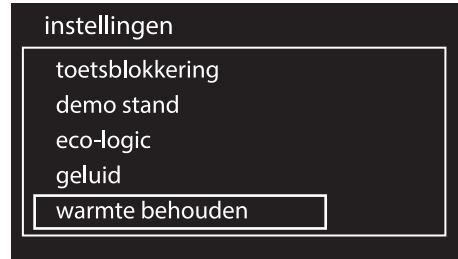 instellingen
toetsblokkering
demo stand
eco-logic
geluid
warmte behouden